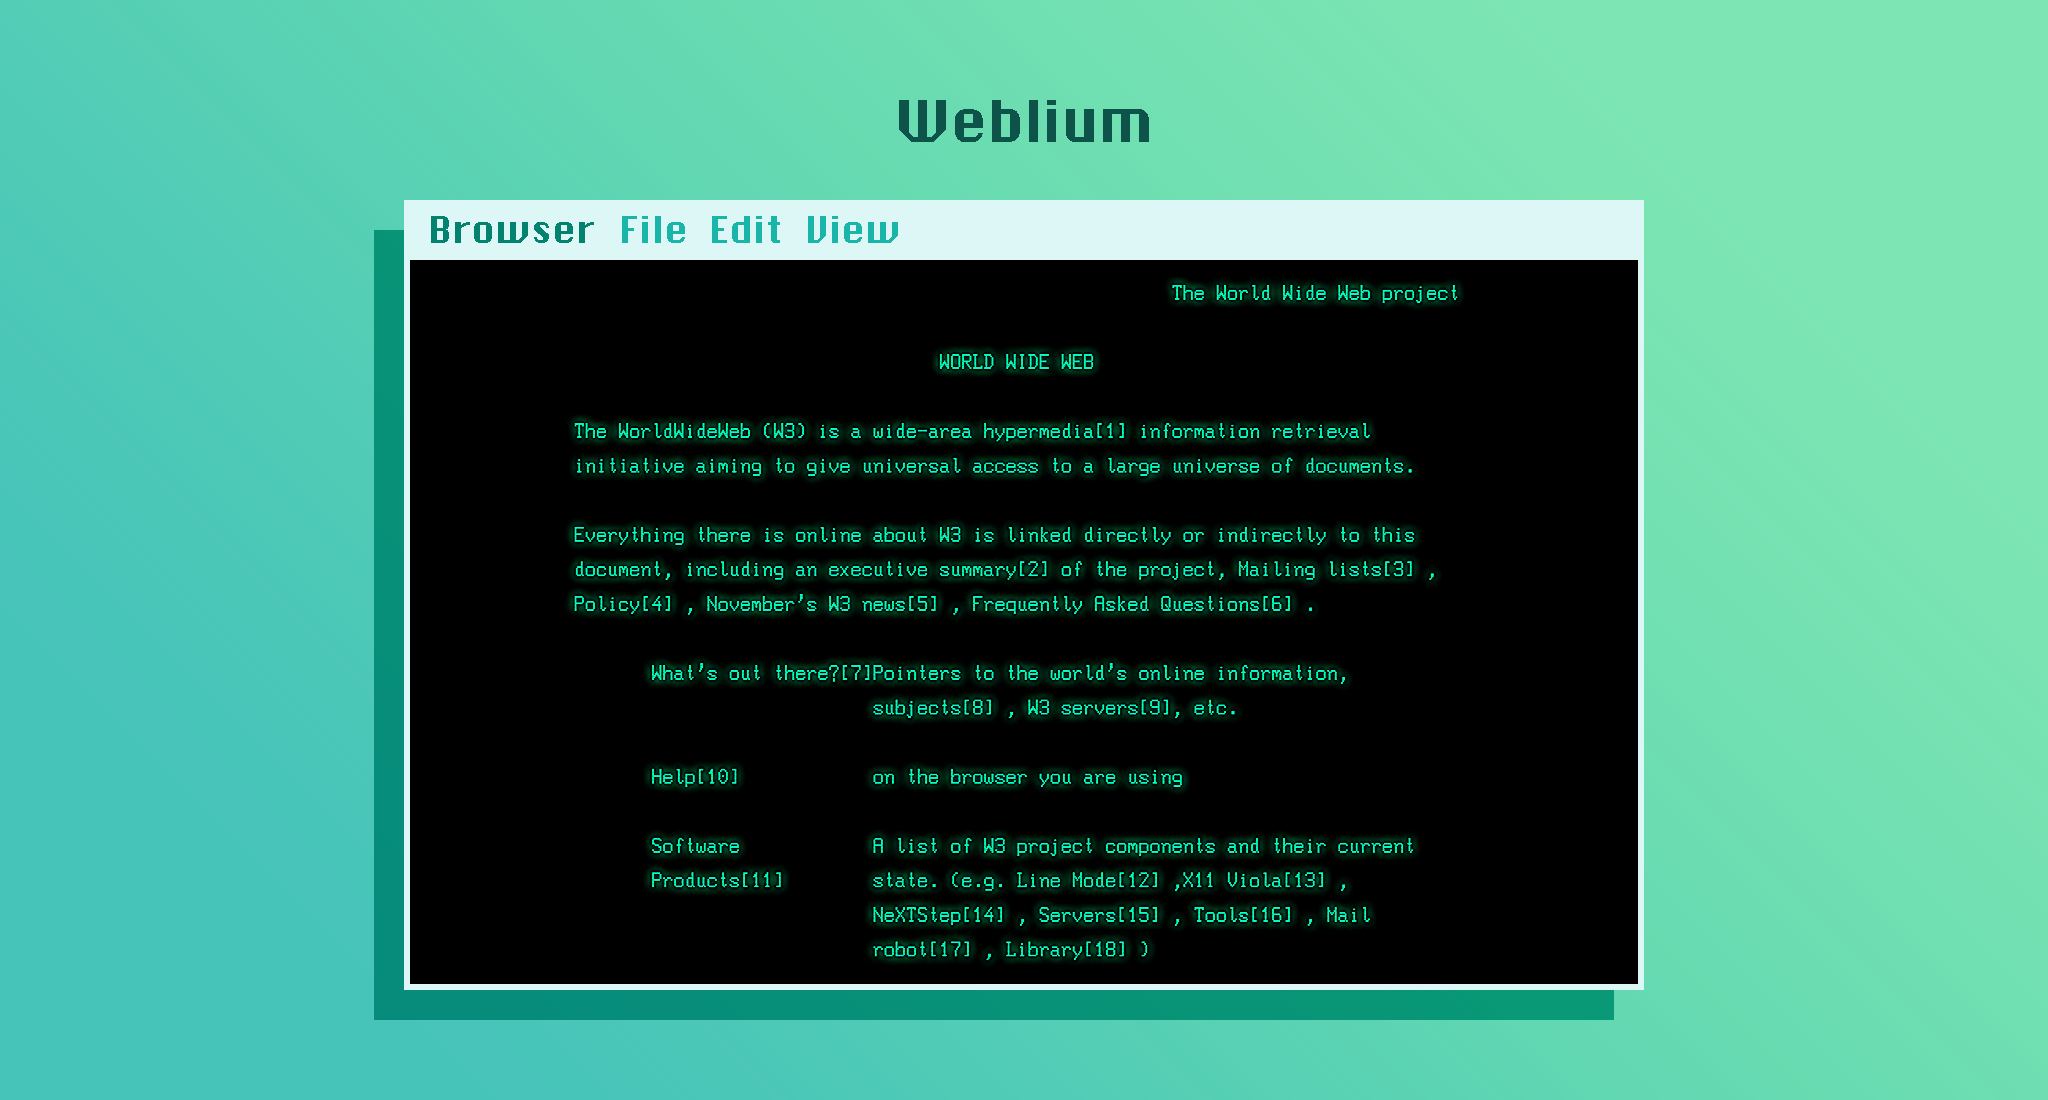 Weblium
Browser File Edit View
The World Wide Web project
WORLD WIDE WEB
The WorldWideWeb (W3) is a wide-area hypermedia[1] information retrieval
initiative aiming to give universal access to a large universe of documents.
Everything there is online about W3 is linked directly or indirectly to this
document, including an executive summary[2] of the project, Mailing lists[3] ,
Policy[4] , November's W3 news[5] , Frequently Asked Questions[6] .
What's out there?[7]Pointers to the world's online information,
subjects[8] , W3 servers[9], etc.
Help[10] on the browser you are using
Software A list of W3 project components and their current
Products[11] state. (e.g. Line Mode[12] ,X11 Viola[13] ,
NeXTStep[14] , Servers[15] , Tools[16] , Mail
robot[17] , Library[18] )